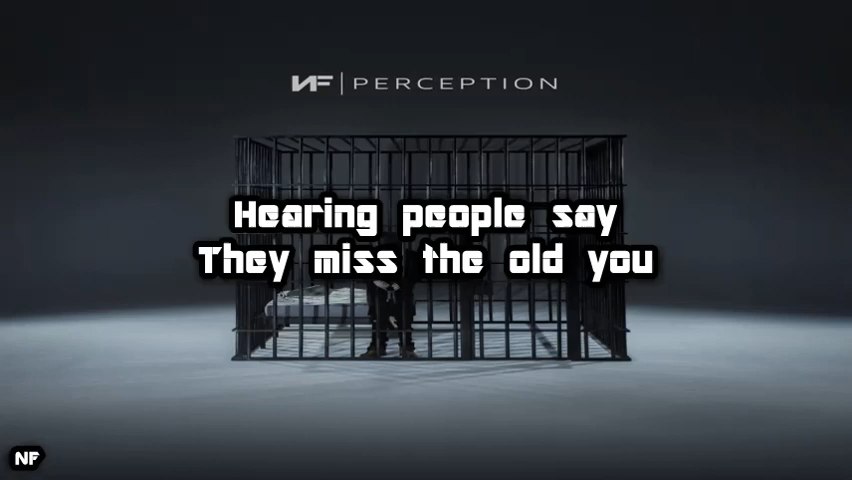 NF | PERCEPTION
Hearing people say
They miss the old you
NF